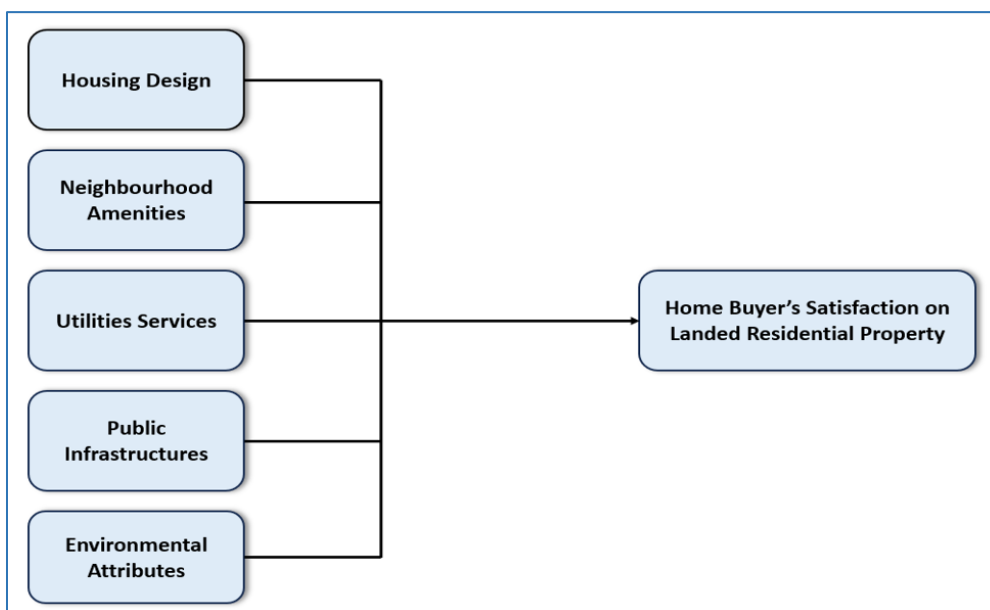 Housing Design
Neighbourhood
Amenities
Utilities Services
Public
Infrastructures
Environmental
Attributes
Home Buyer’s Satisfaction on
Landed Residential Property